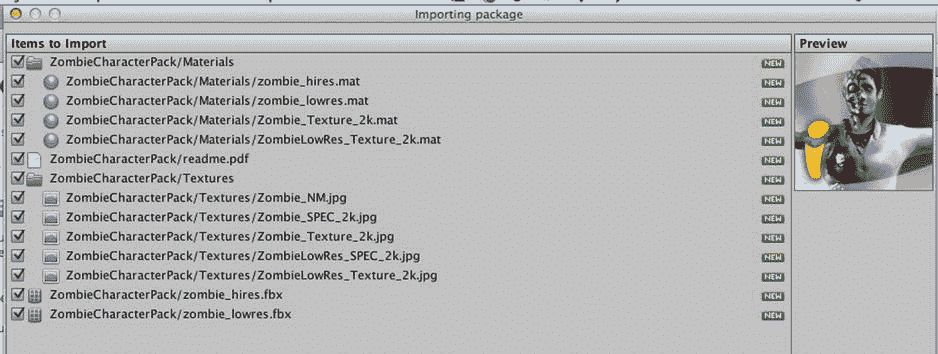 Importing package
Items to Import
Preview
ZombieCharacterPack/Materials NEW
ZombieCharacterPack/Materials/zombie_hires.mat NEW
ZombieCharacterPack/Materials/zombie_lowres.mat NEW
ZombieCharacterPack/Materials/Zombie_Texture_2k.mat NEW
ZombieCharacterPack/Materials/ZombieLowRes_Texture_2k.mat NEW
ZombieCharacterPack/readme.pdf NEW
ZombieCharacterPack/Textures NEW
ZombieCharacterPack/Textures/Zombie_NM.jpg NEW
ZombieCharacterPack/Textures/Zombie_SPEC_2k.jpg NEW
ZombieCharacterPack/Textures/Zombie_Texture_2k.jpg NEW
ZombieCharacterPack/Textures/ZombieLowRes_SPEC_2k.jpg NEW
ZombieCharacterPack/Textures/ZombieLowRes_Texture_2k.jpg NEW
ZombieCharacterPack/zombie_hires.fbx NEW
ZombieCharacterPack/zombie_lowres.fbx NEW